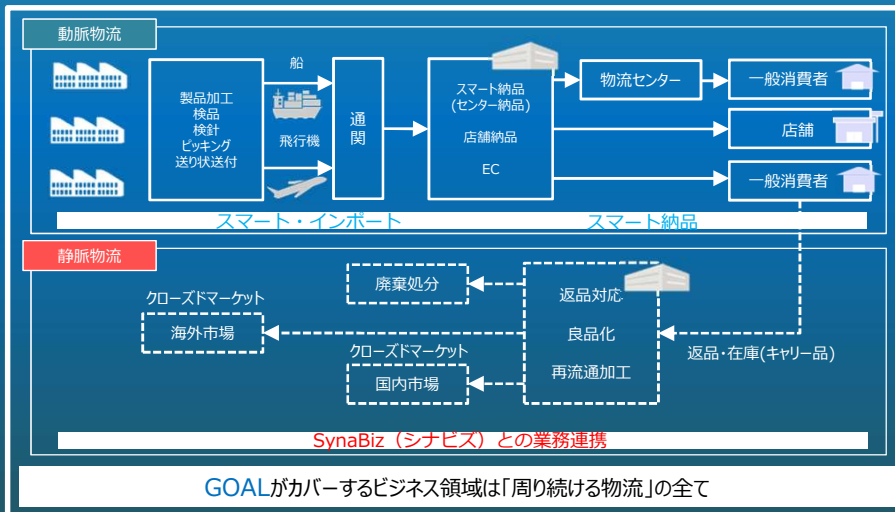 動脈物流
製品加工
検品
検針
ピッキング
送り状送付
船
飛行機
通
関
スマート納品
(センター納品)
店舗納品
EC
物流センター
一般消費者
店舗
一般消費者
スマート・インポート
スマート納品
静脈物流
廃棄処分
クローズドマーケット
海外市場
クローズドマーケット
国内市場
返品対応
良品化
再流通加工
返品・在庫(キャリー品)
SynaBiz（シナビズ）との業務連携
GOALがカバーするビジネス領域は「周り続ける物流」の全て